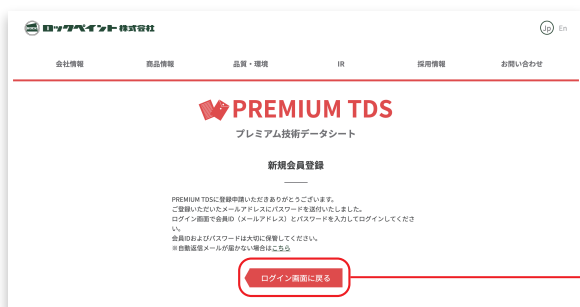 ロックペイント株式会社
Jp En
会社情報 商品情報 品質・環境 IR 採用情報 お問い合わせ
PREMIUM TDS
プレミアム技術データシート
新規会員登録
PREMIUM TDSに登録申請いただきありがとうございます。
ご登録いただいたメールアドレスにパスワードを送付いたしました。
ログイン画面で会員ID（メールアドレス）とパスワードを入力してログインしてくださ
い。
会員IDおよびパスワードは大切に保管してください。
※自動返信メールが届かない場合はこちら
ログイン画面に戻る